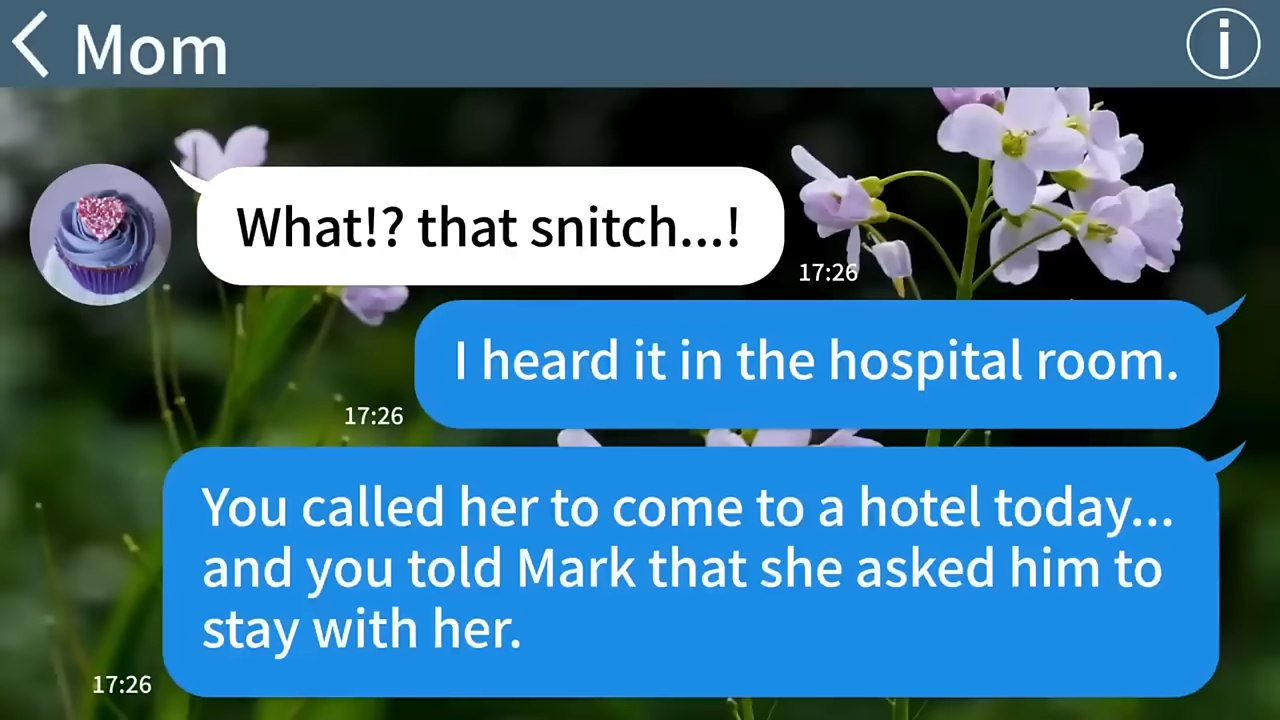 Mom
What!? that snitch...!
17:26
I heard it in the hospital room.
17:26
You called her to come to a hotel today...
and you told Mark that she asked him to
stay with her.
17:26